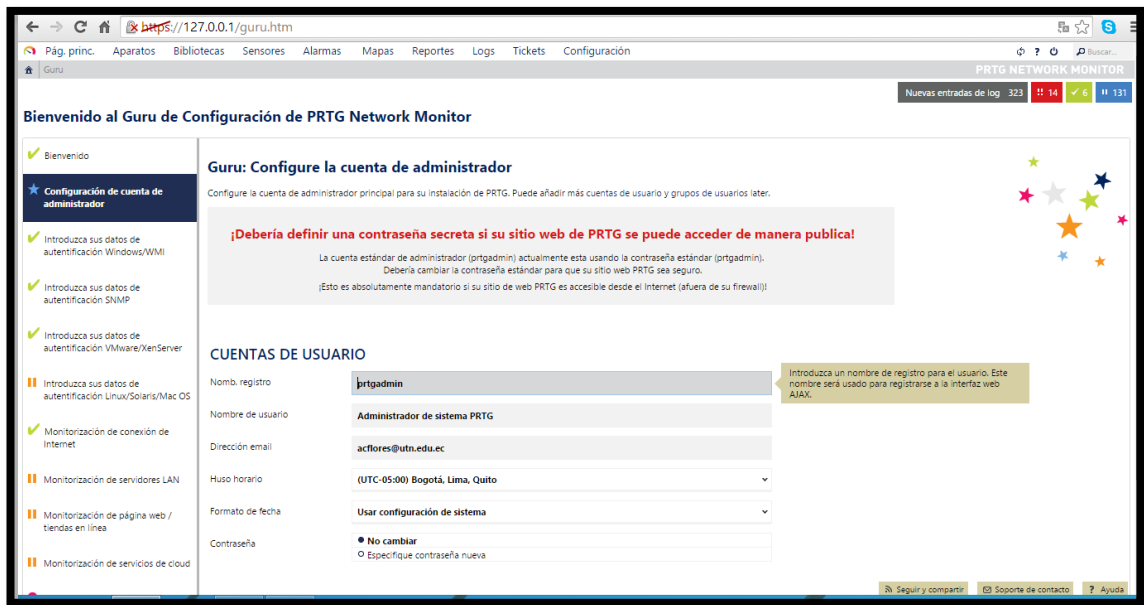 https://127.0.0.1/guru.htm
Pág. princ. Aparatos Bibliotecas Sensores Alarmas Mapas Reportes Logs Tickets Configuración ? Buscar...
Guru PRTG NETWORK MONITOR
Nuevas entradas de log 323 !! 14 6 131
Bienvenido al Guru de Configuración de PRTG Network Monitor
Bienvenido
Configuración de cuenta de
administrador
Introduzca sus datos de
autentificación Windows/WMI
Introduzca sus datos de
autentificación SNMP
Introduzca sus datos de
autentificación VMware/XenServer
Introduzca sus datos de
autentificación Linux/Solaris/Mac OS
Monitorización de conexión de
Internet
Monitorización de servidores LAN
Monitorización de página web /
tiendas en línea
Monitorización de servicios de cloud
Guru: Configure la cuenta de administrador
Configure la cuenta de administrador principal para su instalación de PRTG. Puede añadir más cuentas de usuario y grupos de usuarios later.
¡Debería definir una contraseña secreta si su sitio web de PRTG se puede acceder de manera publica!
La cuenta estándar de administrador (prtgadmin) actualmente esta usando la contraseña estándar (prtgadmin).
Debería cambiar la contraseña estándar para que su sitio web PRTG sea seguro.
¡Esto es absolutamente mandatorio si su sitio de web PRTG es accesible desde el Internet (afuera de su firewall)!
CUENTAS DE USUARIO
Nomb. registro prtgadmin
Introduzca un nombre de registro para el usuario. Este
nombre será usado para registrarse a la interfaz web
AJAX.
Nombre de usuario Administrador de sistema PRTG
Dirección email acflores@utn.edu.ec
Huso horario (UTC-05:00) Bogotá, Lima, Quito
Formato de fecha Usar configuración de sistema
Contraseña No cambiar
Especifique contraseña nueva
Seguir y compartir Soporte de contacto ? Ayuda